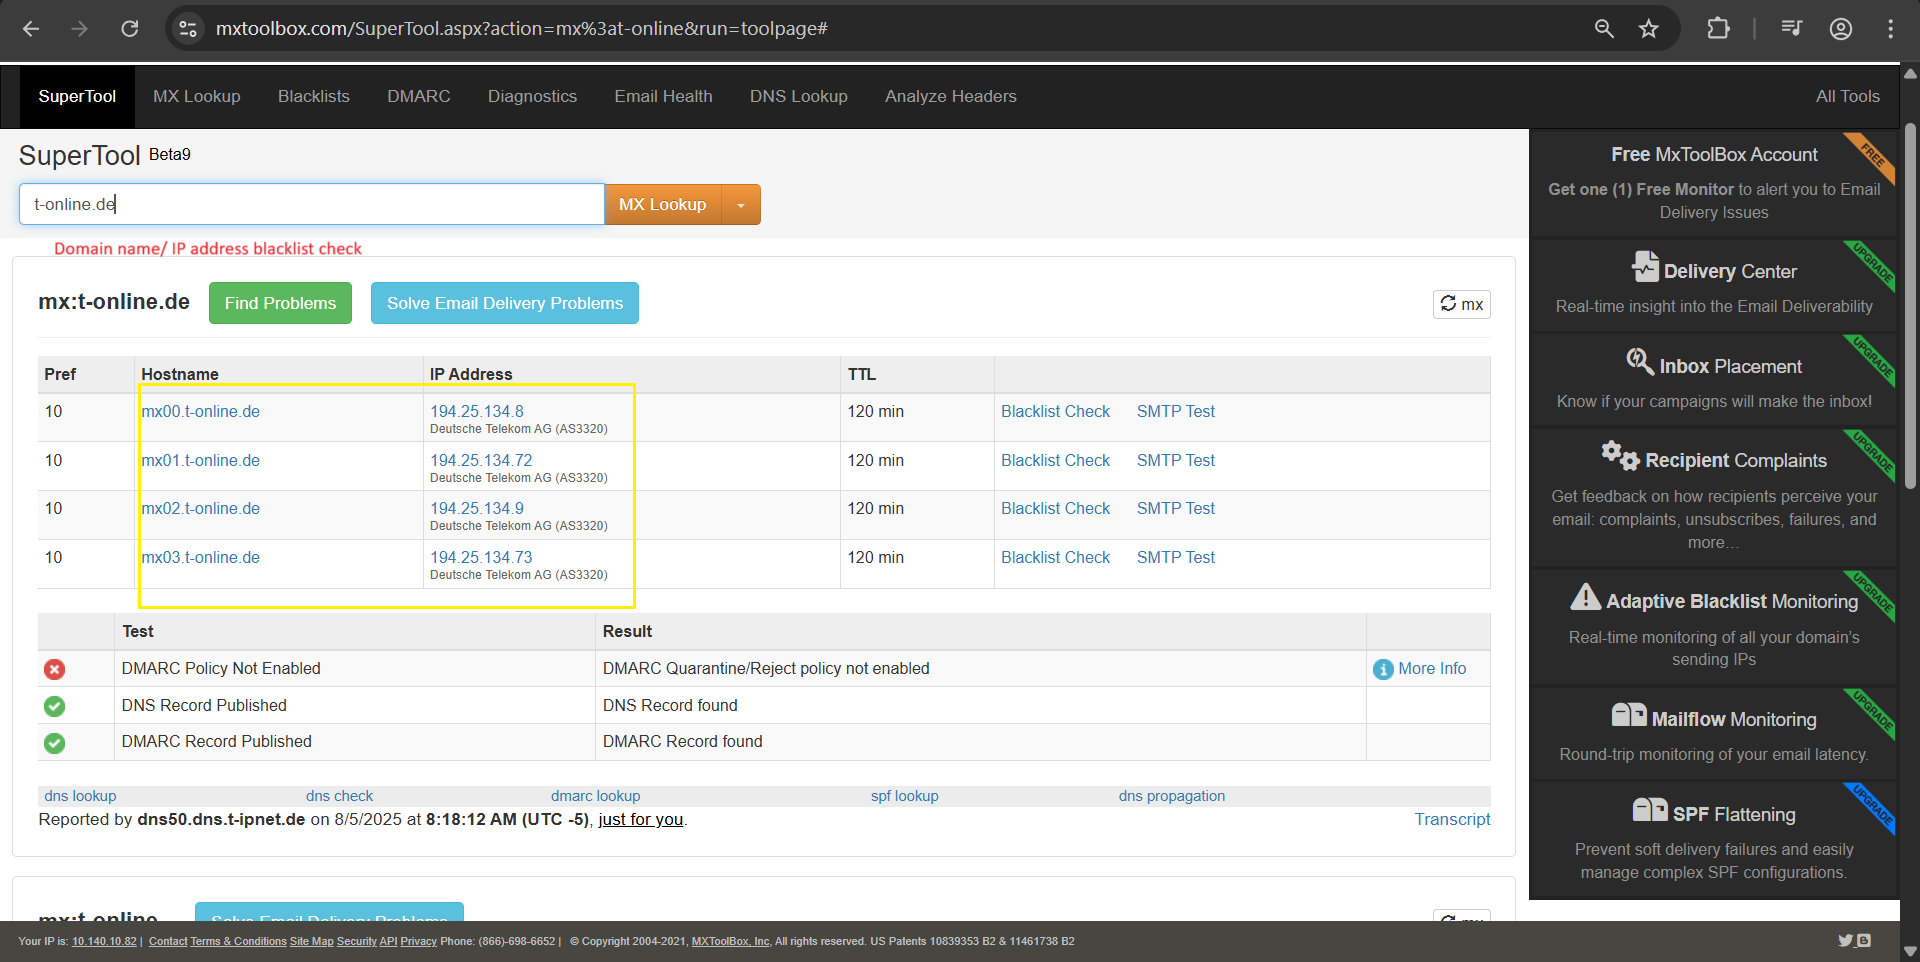 mxtoolbox.com/SuperTool.aspx?action=mx%3at-online&run=toolpage#
SuperTool MX Lookup Blacklists DMARC Diagnostics Email Health DNS Lookup Analyze Headers All Tools
SuperTool Beta9
t-online.de MX Lookup
Domain name/ IP address blacklist check
mx:t-online.de Find Problems Solve Email Delivery Problems mx
Pref Hostname IP Address TTL
10 mx00.t-online.de 194.25.134.8 120 min Blacklist Check SMTP Test
Deutsche Telekom AG (AS3320)
10 mx01.t-online.de 194.25.134.72 120 min Blacklist Check SMTP Test
Deutsche Telekom AG (AS3320)
10 mx02.t-online.de 194.25.134.9 120 min Blacklist Check SMTP Test
Deutsche Telekom AG (AS3320)
10 mx03.t-online.de 194.25.134.73 120 min Blacklist Check SMTP Test
Deutsche Telekom AG (AS3320)
Test Result
DMARC Policy Not Enabled DMARC Quarantine/Reject policy not enabled More Info
DNS Record Published DNS Record found
DMARC Record Published DMARC Record found
dns lookup dns check dmarc lookup spf lookup dns propagation
Reported by dns50.dns.t-ipnet.de on 8/5/2025 at 8:18:12 AM (UTC -5), just for you. Transcript
mx:t-online Solve Email Delivery Problems mx
Free MxToolBox Account
FREE
Get one (1) Free Monitor to alert you to Email
Delivery Issues
Delivery Center
UPGRADE
Real-time insight into the Email Deliverability
Inbox Placement
UPGRADE
Know if your campaigns will make the inbox!
Recipient Complaints
UPGRADE
Get feedback on how recipients perceive your
email: complaints, unsubscribes, failures, and
more...
Adaptive Blacklist Monitoring
UPGRADE
Real-time monitoring of all your domain's
sending IPs
Mailflow Monitoring
UPGRADE
Round-trip monitoring of your email latency.
SPF Flattening
UPGRADE
Prevent soft delivery failures and easily
manage complex SPF configurations.
Your IP is: 10.140.10.82 | Contact Terms & Conditions Site Map Security API Privacy Phone: (866)-698-6652 | © Copyright 2004-2021, MXToolBox, Inc, All rights reserved. US Patents 10839353 B2 & 11461738 B2